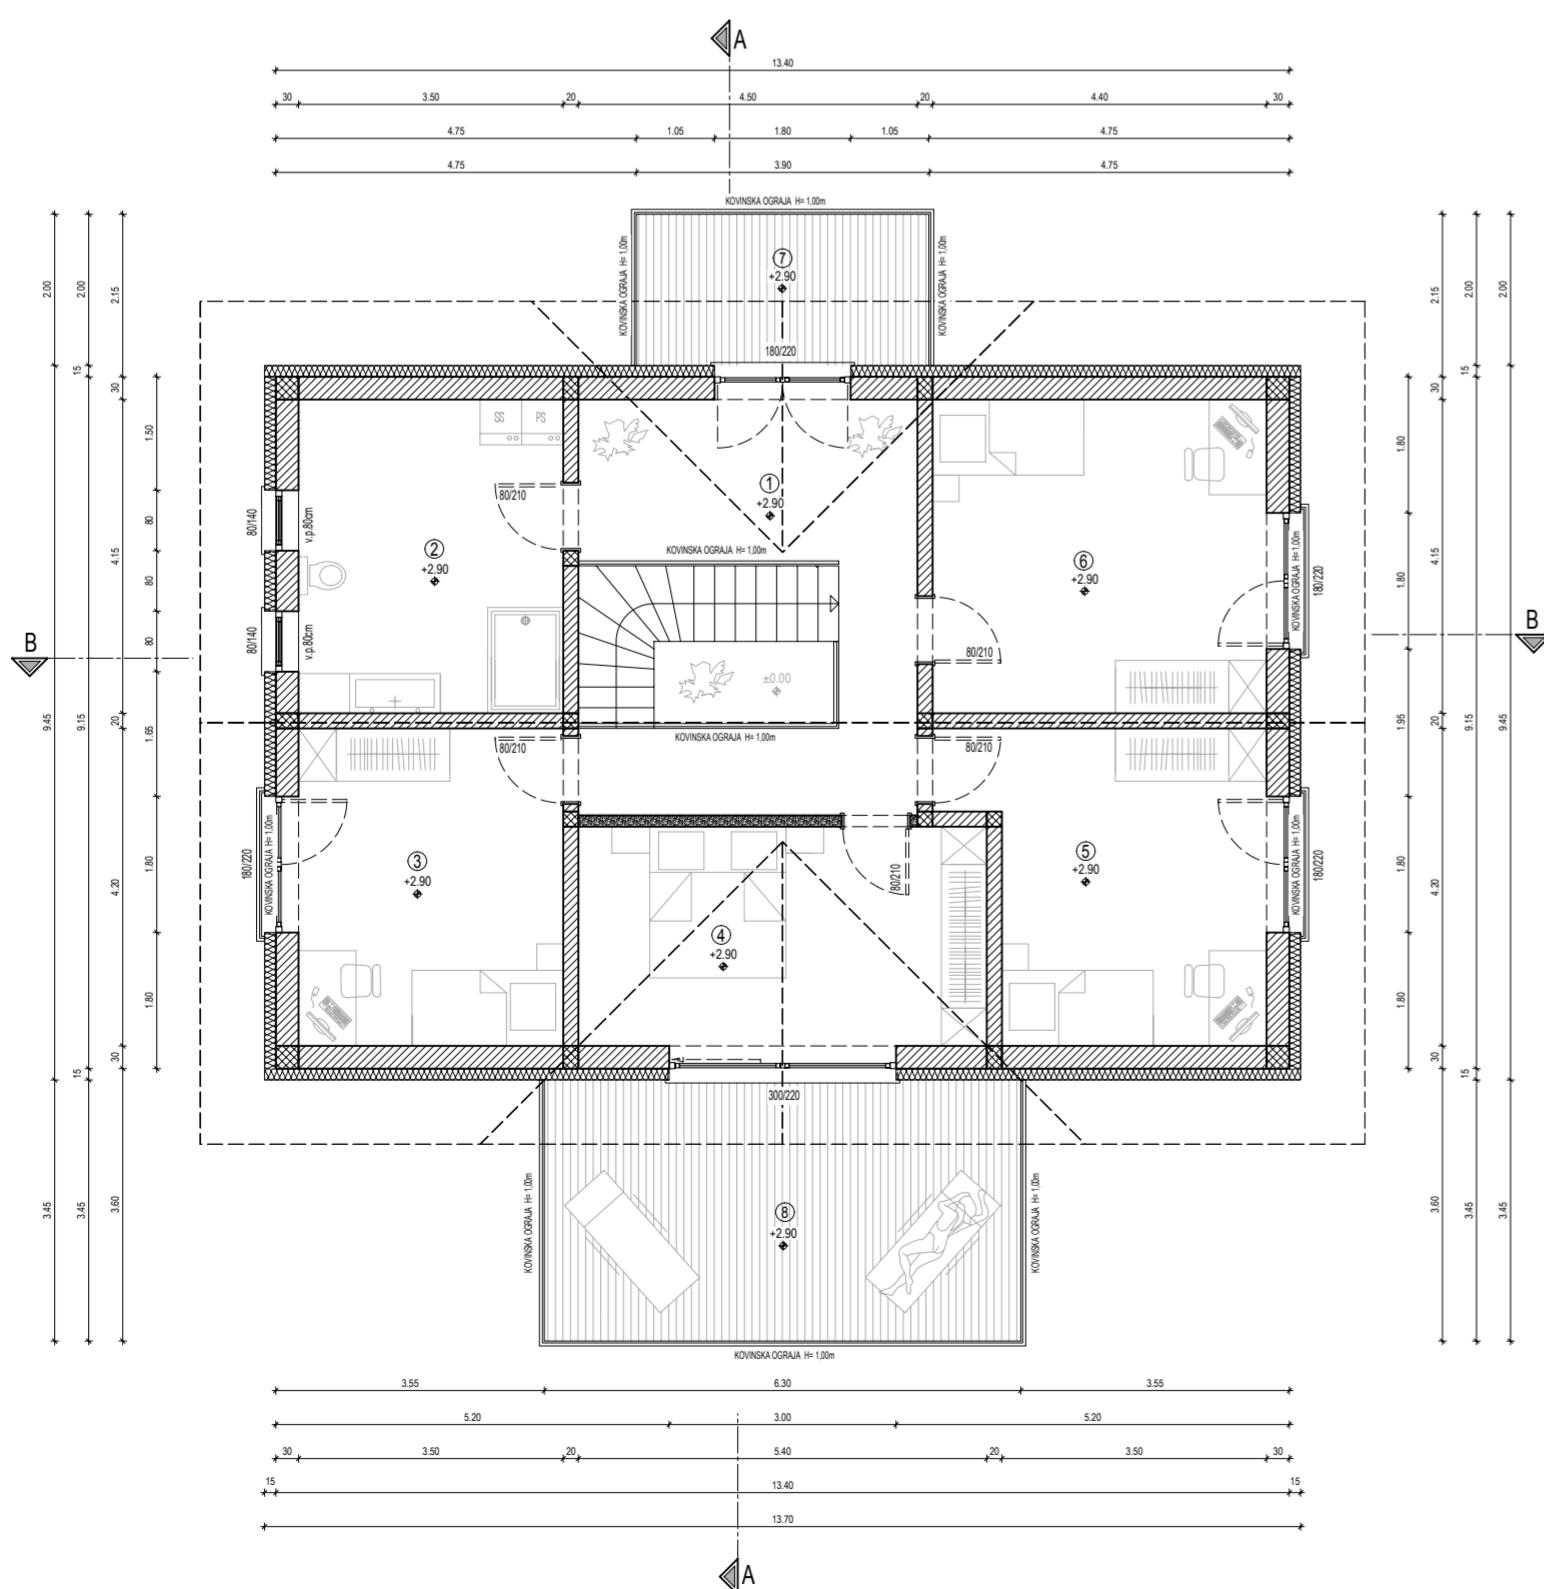 A
13.40
30 3.50 20 4.50 20 4.40 30
4.75 1.05 1.80 1.05 4.75
4.75 3.90 4.75
KOVINSKA OGRAJA H= 1,00m
KOVINSKA OGRAJA H= 1,00m
KOVINSKA OGRAJA H= 1,00m
7
+2.90
180/220
2.00
2.00
2.15
15
30
1.50
80
4.15
80
80
20
1.65
9.45
9.15
1.80
4.20
1.80
30
15
3.45
3.45
3.60
B
SS PS
80/210
1
+2.90
KOVINSKA OGRAJA H= 1,00m
80/140
v.p.80cm
2
+2.90
80/140
v.p.80cm
±0.00
KOVINSKA OGRAJA H= 1,00m
80/210
6
+2.90
80/210
KOVINSKA OGRAJA H= 1,00m
180/220
80/210
3
+2.90
KOVINSKA OGRAJA H= 1,00m
180/220
80/210
4
+2.90
5
+2.90
KOVINSKA OGRAJA H= 1,00m
180/220
300/220
2.15
2.00
2.00
30
15
1.80
4.15
1.80
B
1.95
20
9.15
9.45
1.80
4.20
1.80
30
15
3.60
3.45
3.45
KOVINSKA OGRAJA H= 1,00m
8
+2.90
KOVINSKA OGRAJA H= 1,00m
KOVINSKA OGRAJA H= 1,00m
3.55 6.30 3.55
5.20 3.00 5.20
30 3.50 20 5.40 20 3.50 30
15 13.40 15
13.70
A